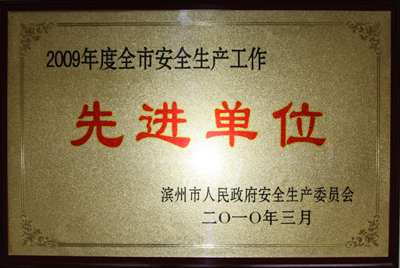 2009年度全市安全生产工作
先进单位
滨州市人民政府安全生产委员会
二〇一〇年三月